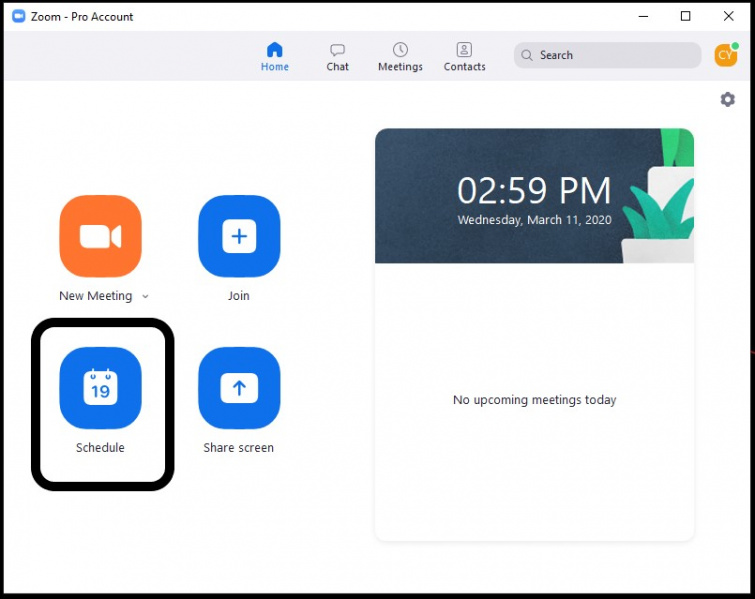 Zoom - Pro Account
Home
Chat
Meetings
Contacts
Search
CY
02:59 PM
Wednesday, March 11, 2020
New Meeting
Join
19
Schedule
Share screen
No upcoming meetings today